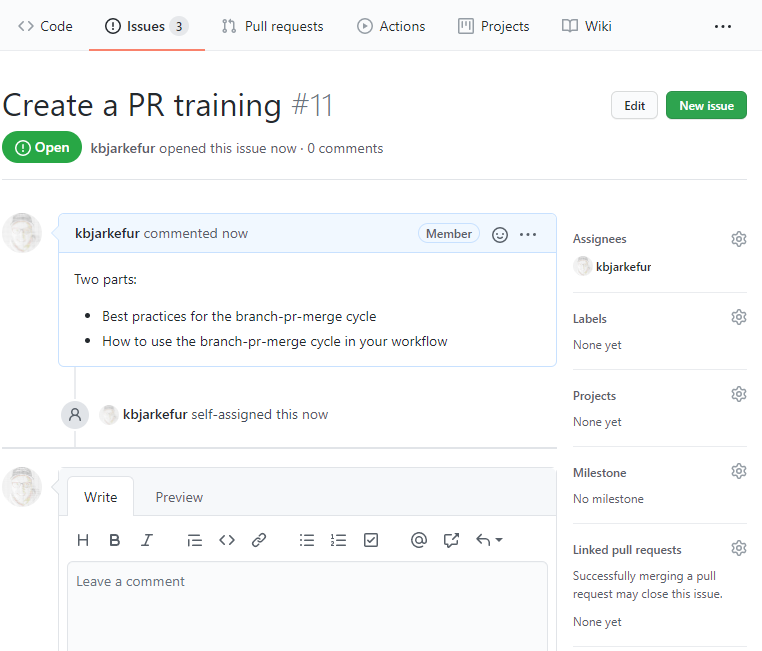 Code Issues 3 Pull requests Actions Projects Wiki
Create a PR training #11
Edit New issue
Open kbjarkefur opened this issue now · 0 comments
kbjarkefur commented now Member
Two parts:
• Best practices for the branch-pr-merge cycle
• How to use the branch-pr-merge cycle in your workflow
kbjarkefur self-assigned this now
Write Preview
Leave a comment
Assignees
kbjarkefur
Labels
None yet
Projects
None yet
Milestone
No milestone
Linked pull requests
Successfully merging a pull
request may close this issue.
None yet